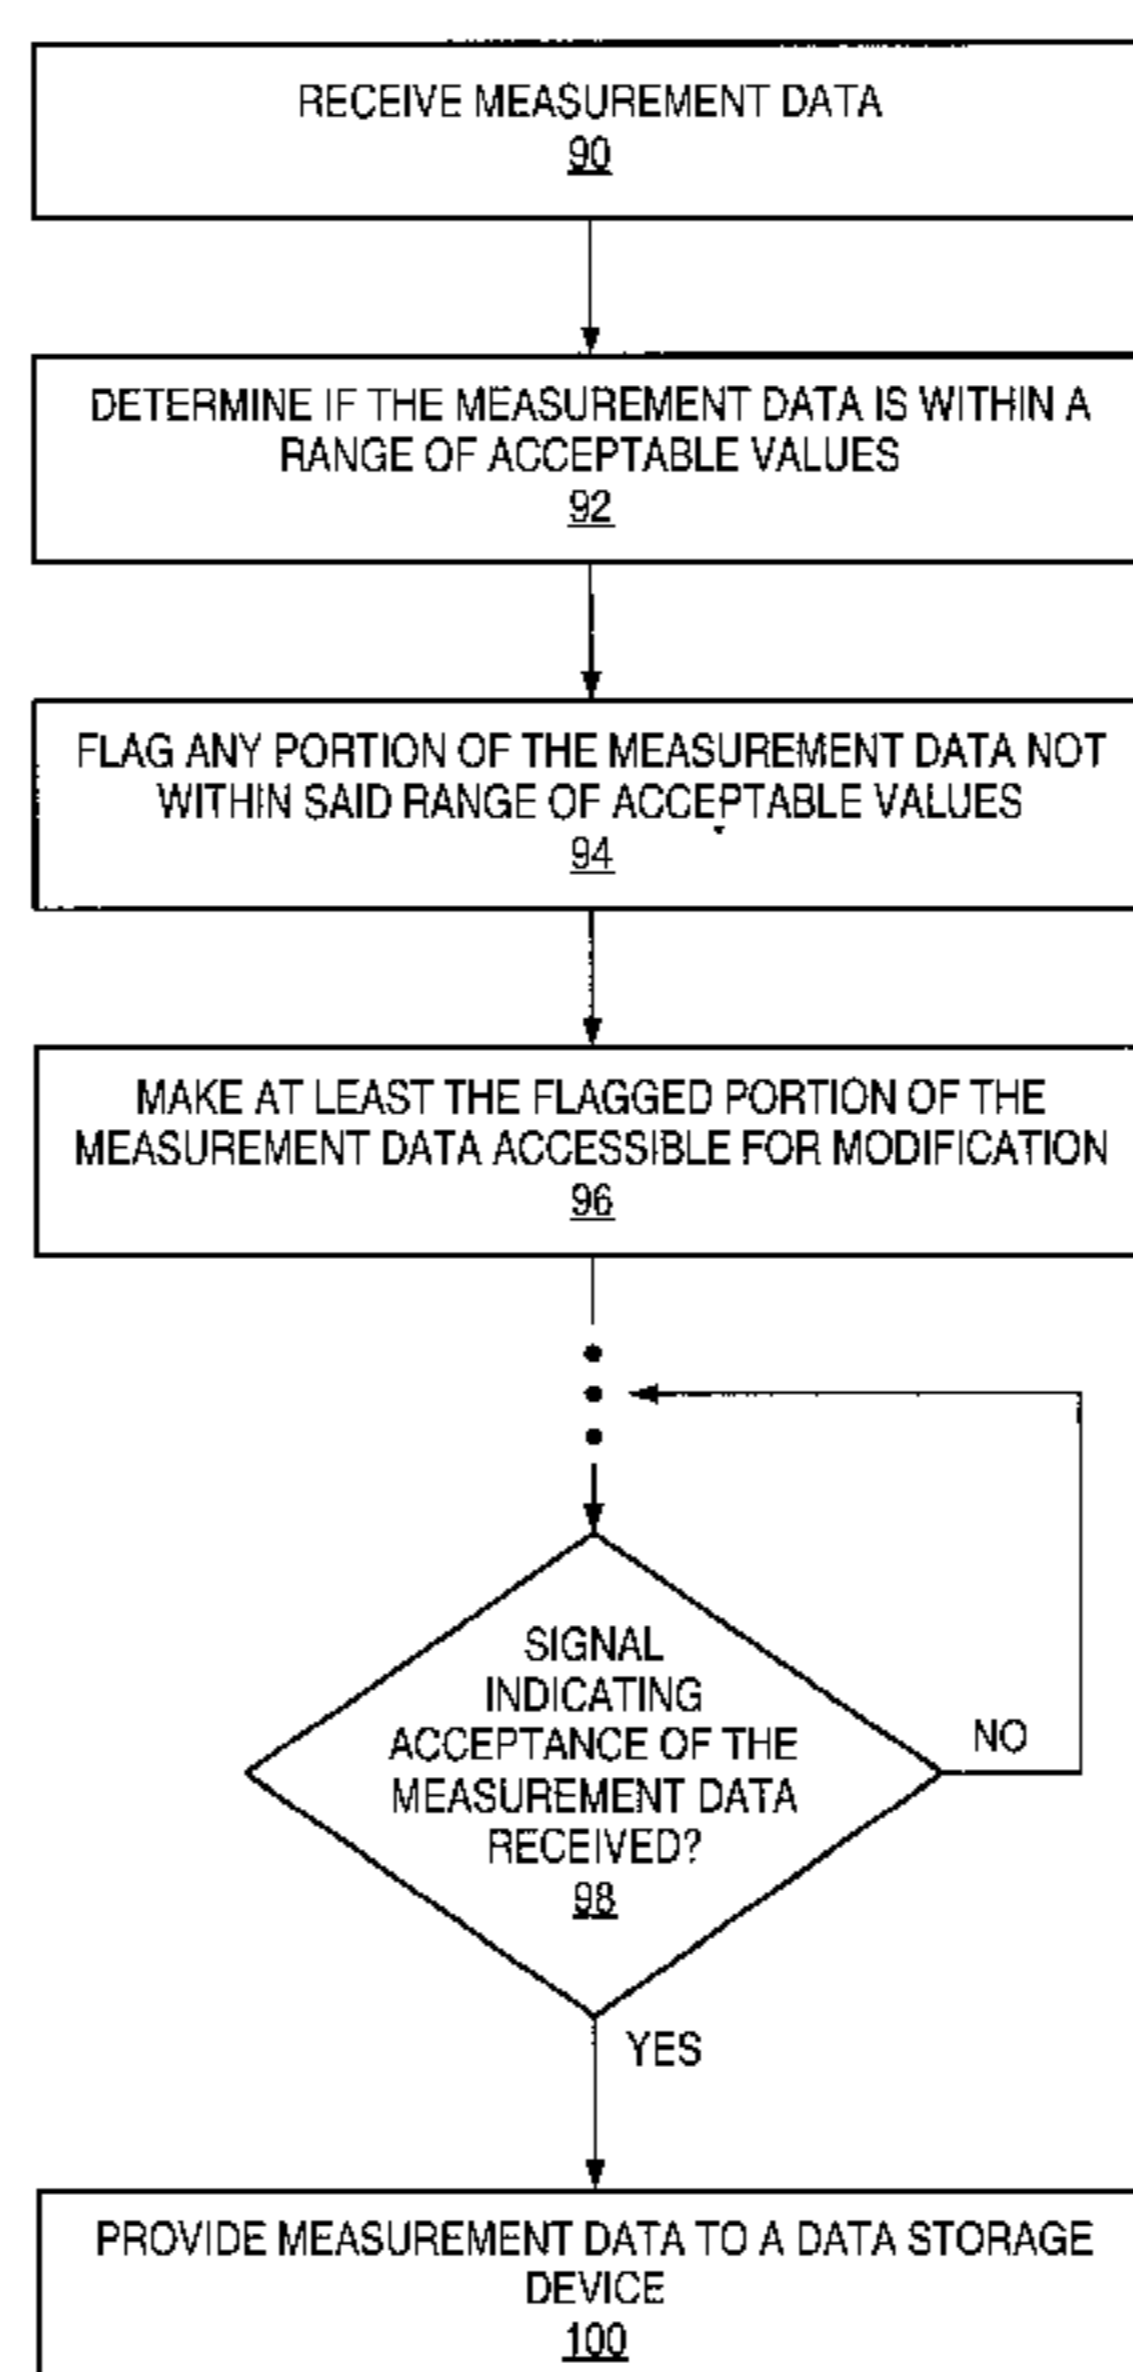 RECEIVE MEASUREMENT DATA
90
DETERMINE IF THE MEASUREMENT DATA IS WITHIN A
RANGE OF ACCEPTABLE VALUES
92
FLAG ANY PORTION OF THE MEASUREMENT DATA NOT
WITHIN SAID RANGE OF ACCEPTABLE VALUES
94
MAKE AT LEAST THE FLAGGED PORTION OF THE
MEASUREMENT DATA ACCESSIBLE FOR MODIFICATION
96
SIGNAL
INDICATING
ACCEPTANCE OF THE
MEASUREMENT DATA
RECEIVED?
98
NO
YES
PROVIDE MEASUREMENT DATA TO A DATA STORAGE
DEVICE
100